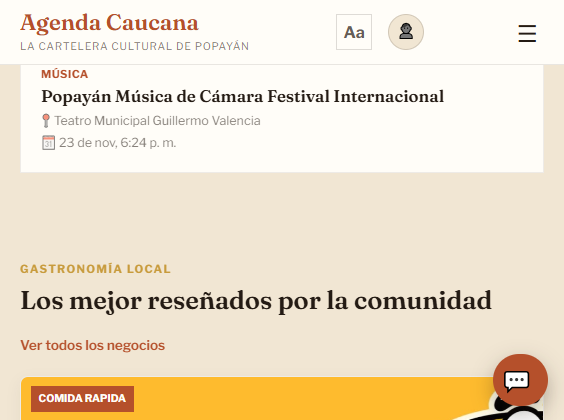 Agenda Caucana
LA CARTELERA CULTURAL DE POPAYÁN
Aa
MÚSICA
Popayán Música de Cámara Festival Internacional
Teatro Municipal Guillermo Valencia
23 de nov, 6:24 p. m.
GASTRONOMÍA LOCAL
Los mejor reseñados por la comunidad
Ver todos los negocios
COMIDA RAPIDA